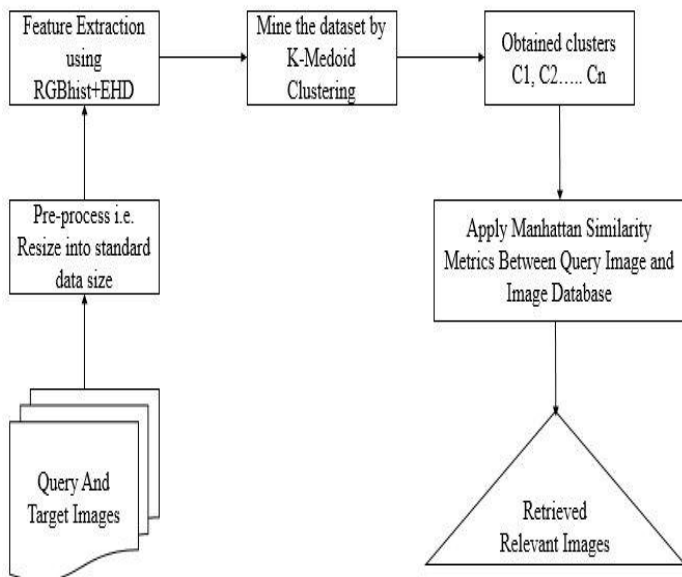 Feature Extraction
using
RGBhist+EHD
Mine the dataset by
K-Medoid
Clustering
Obtained clusters
C1, C2..... Cn
Pre-process i.e.
Resize into standard
data size
Apply Manhattan Similarity
Metrics Between Query Image and
Image Database
Query And
Target Images
Retrieved
Relevant Images